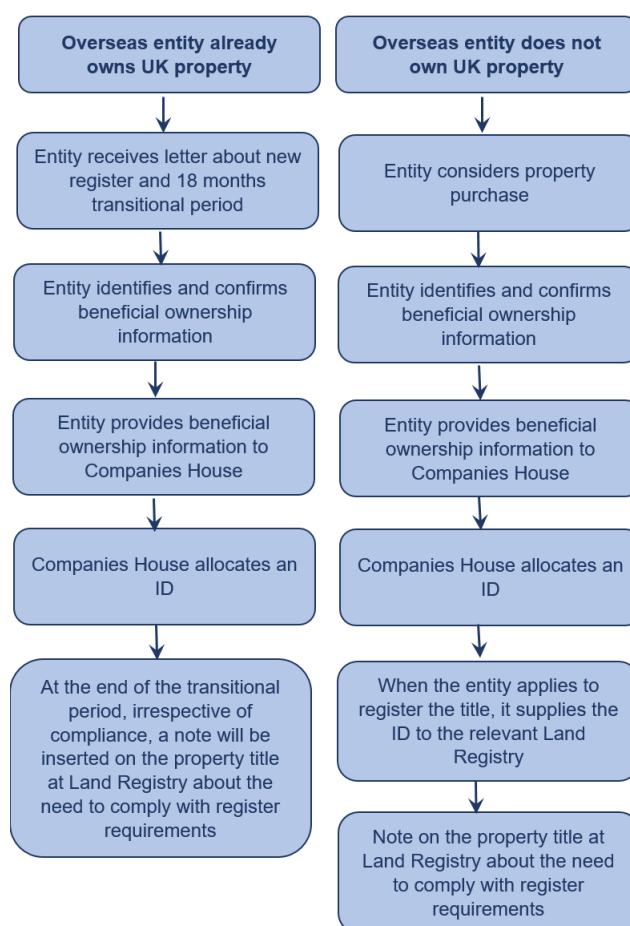 Overseas entity already
owns UK property
Entity receives letter about new
register and 18 months
transitional period
Entity identifies and confirms
beneficial ownership
information
Entity provides beneficial
ownership information to
Companies House
Companies House allocates an
ID
At the end of the transitional
period, irrespective of
compliance, a note will be
inserted on the property title
at Land Registry about the
need to comply with register
requirements
Overseas entity does not
own UK property
Entity considers property
purchase
Entity identifies and confirms
beneficial ownership
information
Entity provides beneficial
ownership information to
Companies House
Companies House allocates an
ID
When the entity applies to
register the title, it supplies the
ID to the relevant Land
Registry
Note on the property title at
Land Registry about the need
to comply with register
requirements